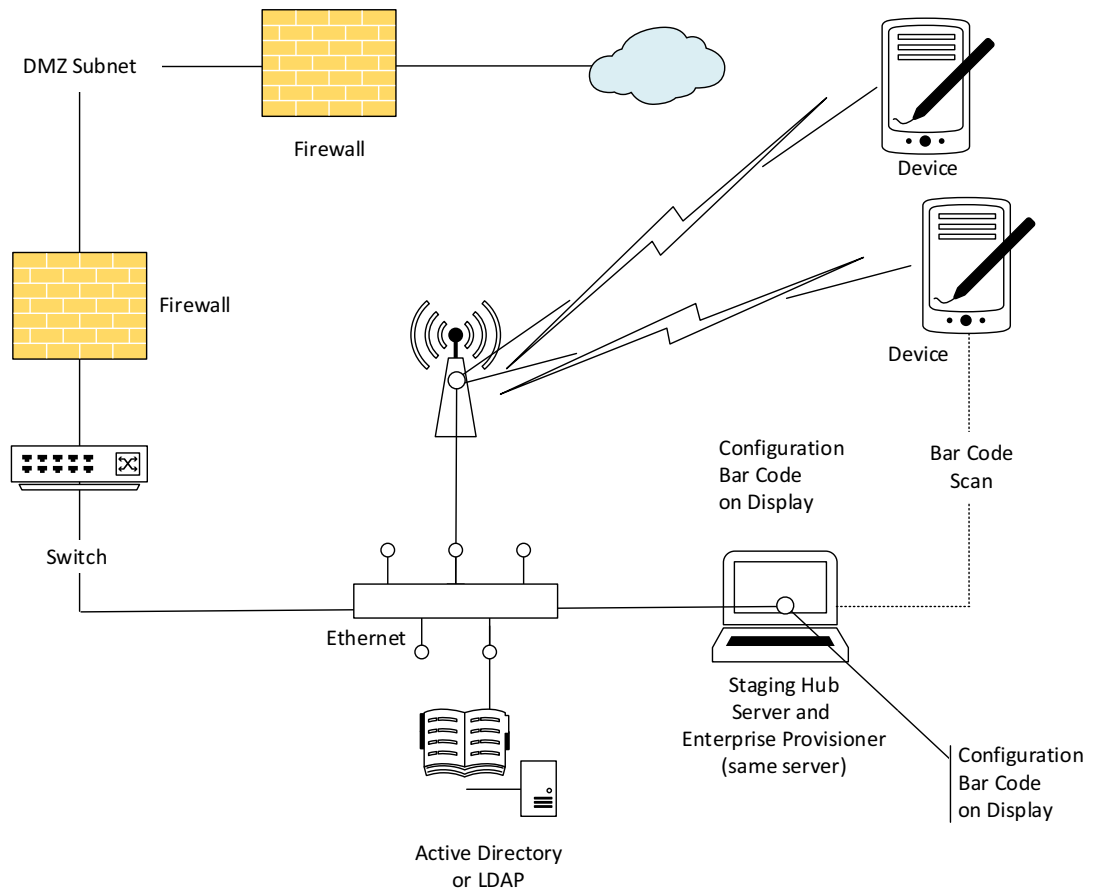 DMZ Subnet
Firewall
Device
Firewall
Device
Configuration
Bar Code
on Display
Bar Code
Scan
Switch
Ethernet
Staging Hub
Server and
Enterprise Provisioner
(same server)
Configuration
Bar Code
on Display
Active Directory
or LDAP